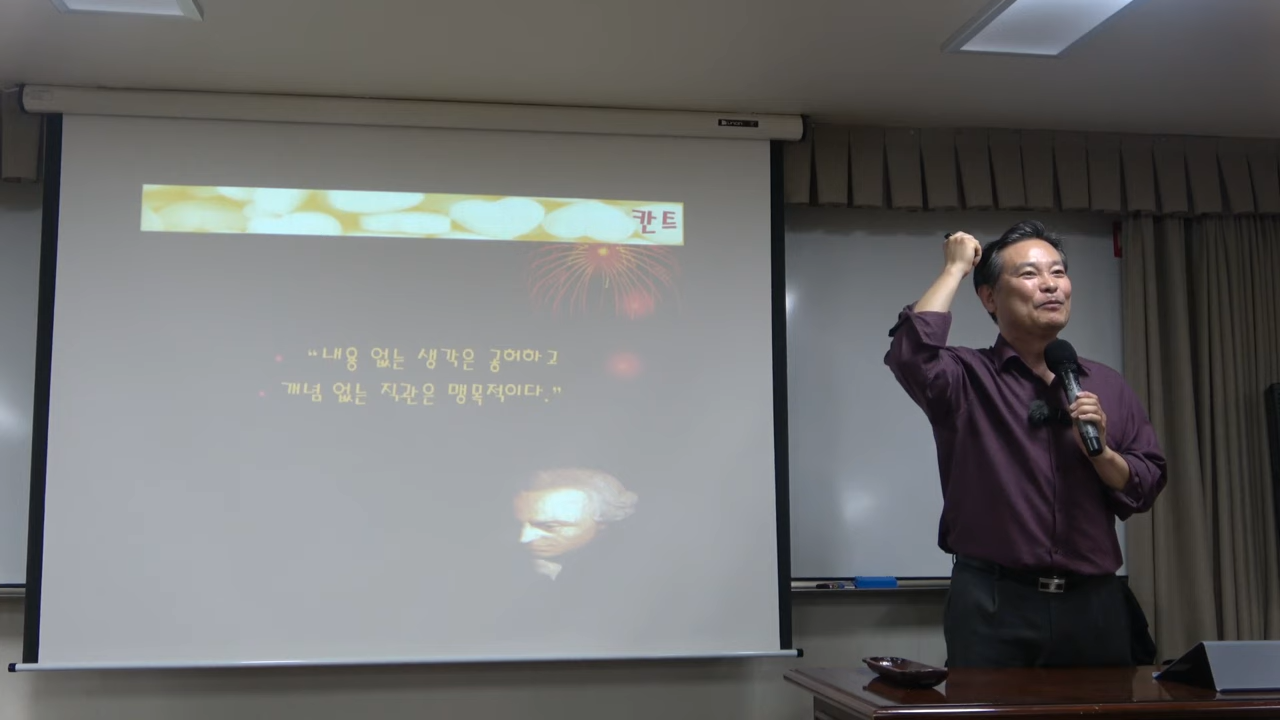 칸트
“내용 없는 생각은 공허하고
개념 없는 직관은 맹목적이다.”